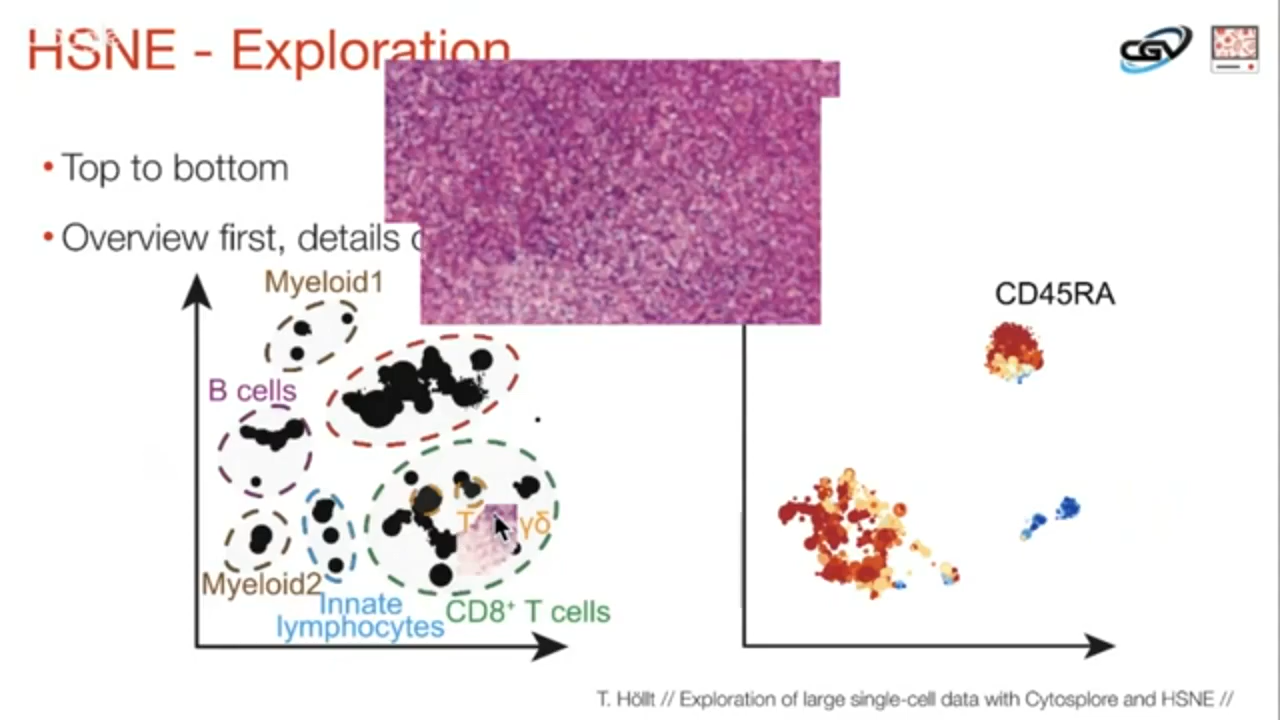 HSNE - Exploration
CGV
• Top to bottom
• Overview first, details
Myeloid1
CD45RA
B cells
T
γδ
Myeloid2
Innate
lymphocytes
CD8⁺ T cells
T. Höllt // Exploration of large single-cell data with Cytosplore and HSNE //